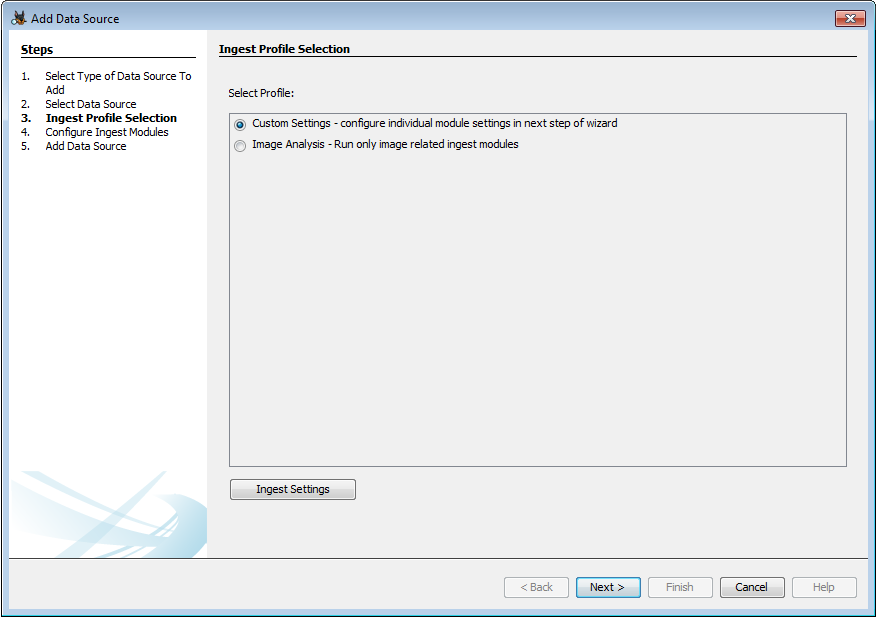 Add Data Source
Steps
1. Select Type of Data Source To
Add
2. Select Data Source
3. Ingest Profile Selection
4. Configure Ingest Modules
5. Add Data Source
Ingest Profile Selection
Select Profile:
Custom Settings - configure individual module settings in next step of wizard
Image Analysis - Run only image related ingest modules
Ingest Settings
< Back Next > Finish Cancel Help